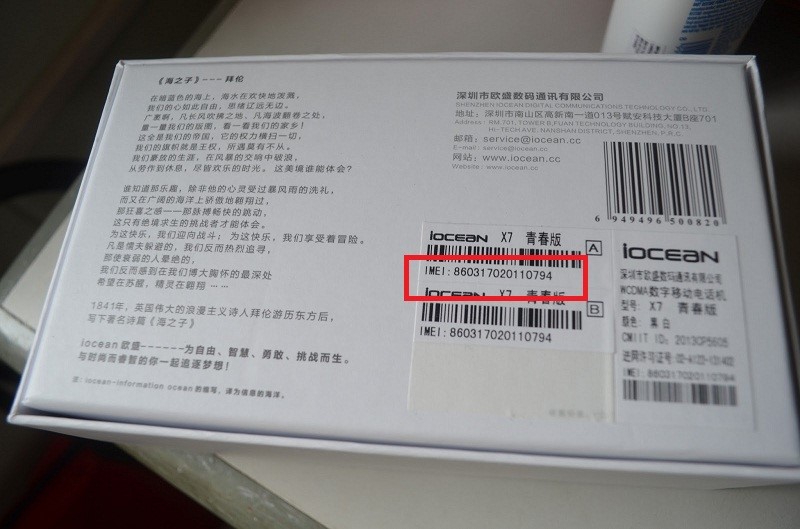 《海之子》--- 拜伦
在暗蓝色的海上，海水在欢快地泼溅，
我们的心如此自由，思绪辽远无边。
广袤啊，凡长风吹拂之地、凡海波翻卷之处，
量一量我们的版图，看一看我们的家乡！
这全是我们的帝国，它的权力横扫一切，
我们的旗帜就是王权，所遇莫有不从。
我们豪放的生涯，在风暴的交响中破浪，
从劳作到休息，尽皆欢乐的时光。 这美境谁能体会？
谁知道那乐趣，除非他的心灵受过暴风雨的洗礼，
而又在广阔的海洋上骄傲地翱翔过，
那狂喜之感——那脉搏畅快的跳动，
这只有绝境求生的挑战者才能体会。
为这快乐，我们迎向战斗； 为这快乐，我们享受着冒险。
凡是懦夫躲避的，我们反而热烈追寻，
那使衰弱的人晕绝的，
我们反而感到在我们博大胸怀的最深处
希望在苏醒，精灵在翩翔 ……
1841年，英国伟大的浪漫主义诗人拜伦游历东方后，
写下著名诗篇《海之子》
iocean 欧盛------为自由、智慧、勇敢、挑战而生。
与时尚而睿智的你一起追逐梦想！
注：iocean-information ocean 的缩写，译为信息的海洋。
深圳市欧盛数码通讯有限公司
SHENZHEN IOCEAN DIGITAL COMMUNICATIONS TECHNOLOGY CO., LTD.
地址：深圳市南山区高新南一道013号赋安科技大厦B座
Address : RM.701, TOWER B,FUAN TECHNOLOGY BUILDING, NO.13,
HI-TECH AVE, NANSHAN DISTRICT, SHENZHEN, P.R.C.
邮箱：service@iocean.cc
E-mail：service@iocean.cc
网站：www.iocean.cc
Website：www.iocean.cc
6 949496 500820
iocean X7 青春版
A
IMEI:860317020110794
iocean X7 青春版
B
IMEI:860317020110794
iocean
深圳市欧盛数码通讯有限公司
WCDMA数字移动电话机
型号: X7 青春版
颜色: 黑 白
CMIIT ID: 2013CP5605
进网许可证号: 02-A123-131402
IMEI:860317020110794